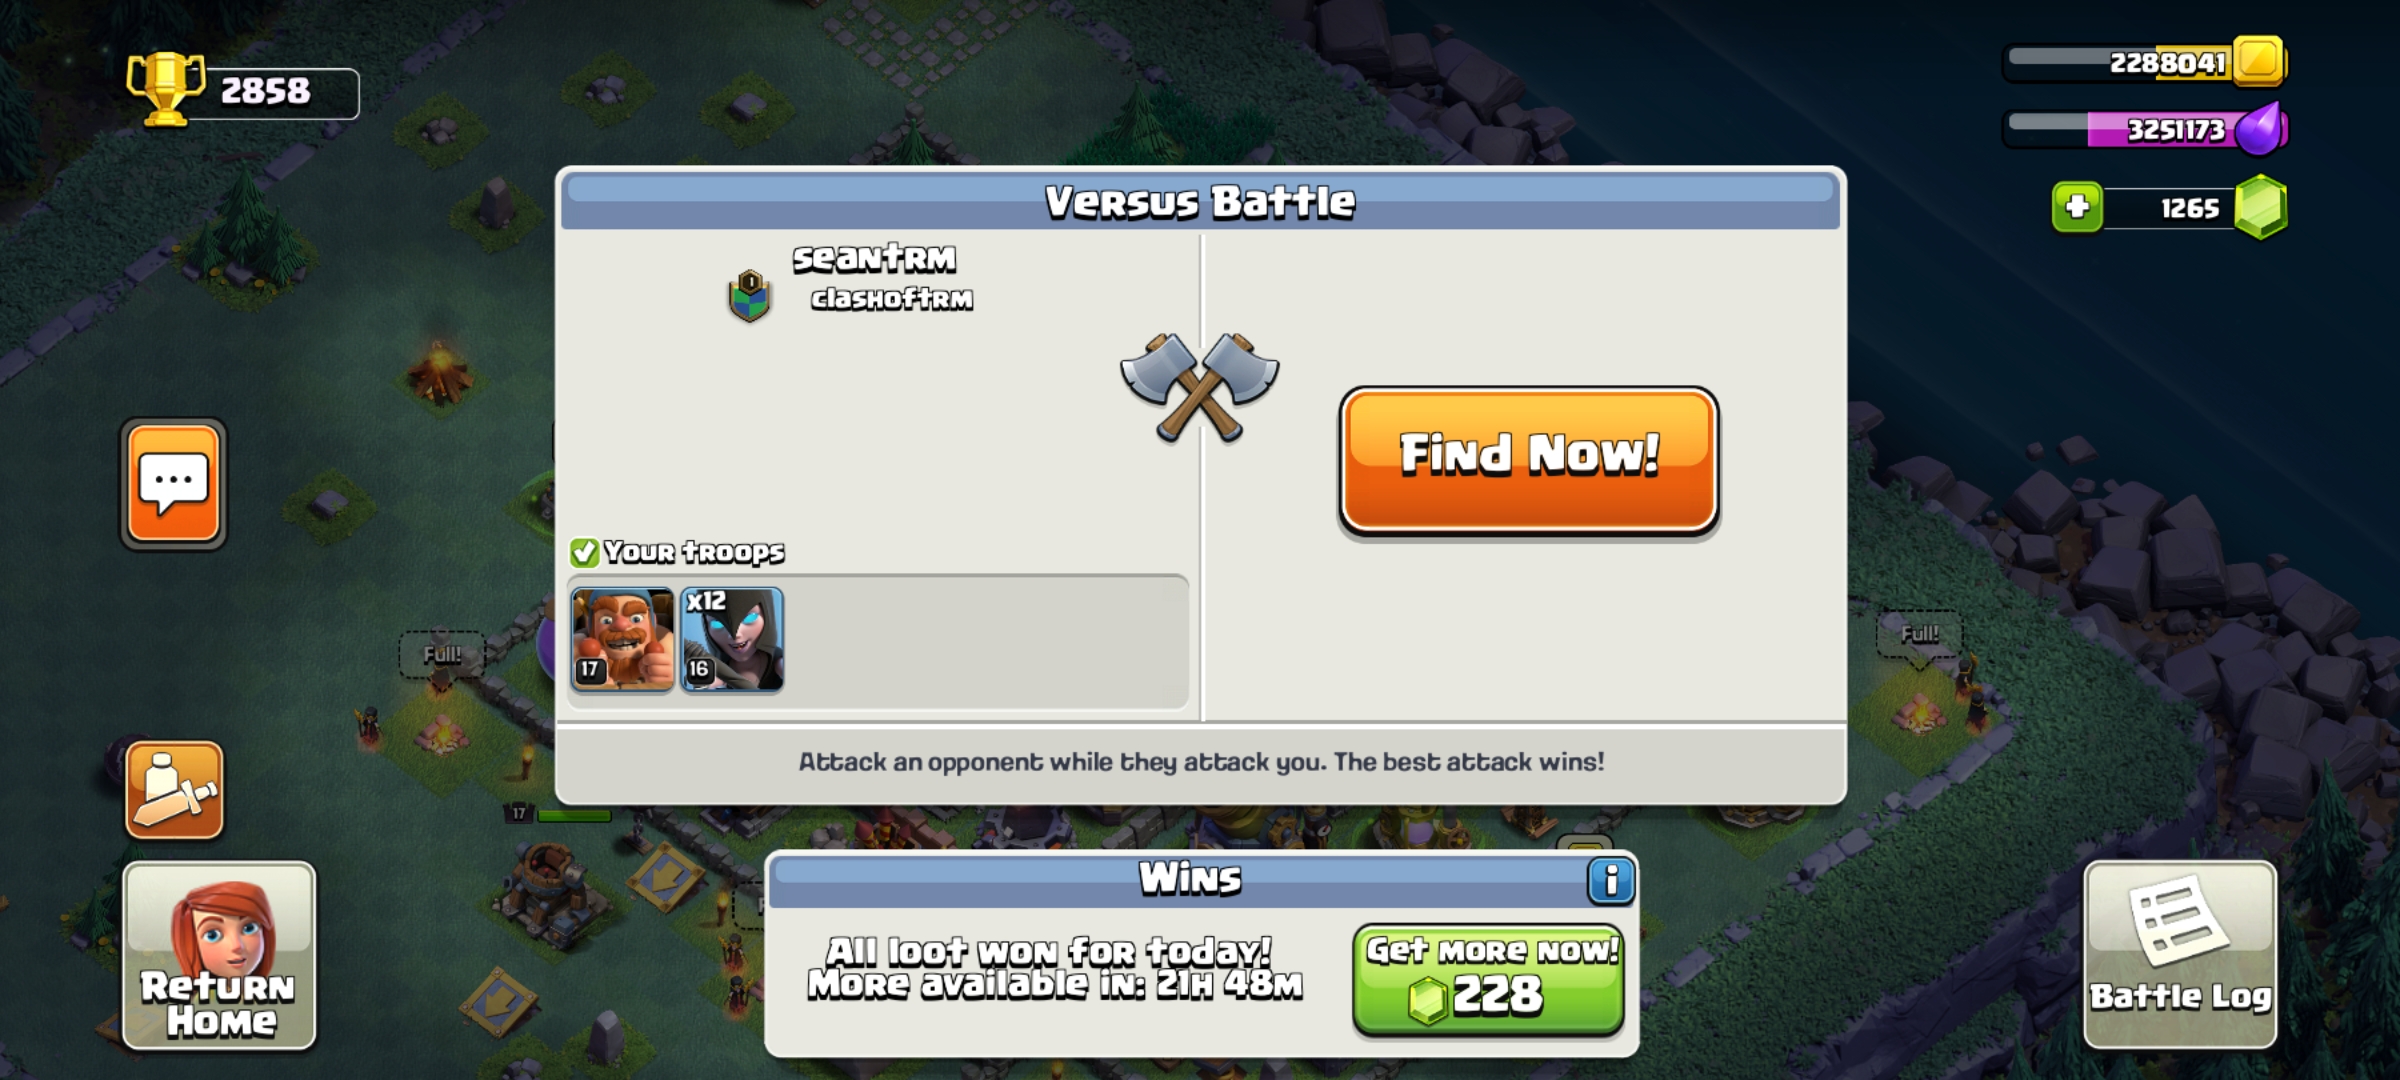 2858
2288041
3251173
1265
Versus Battle
seantrm
1
clashoftrm
Find Now!
Your troops
17
x12
16
Attack an opponent while they attack you. The best attack wins!
Full!
Full!
17
Wins
i
All loot won for today!
More available in: 21H 48M
Get more now!
228
Return
Home
Battle Log